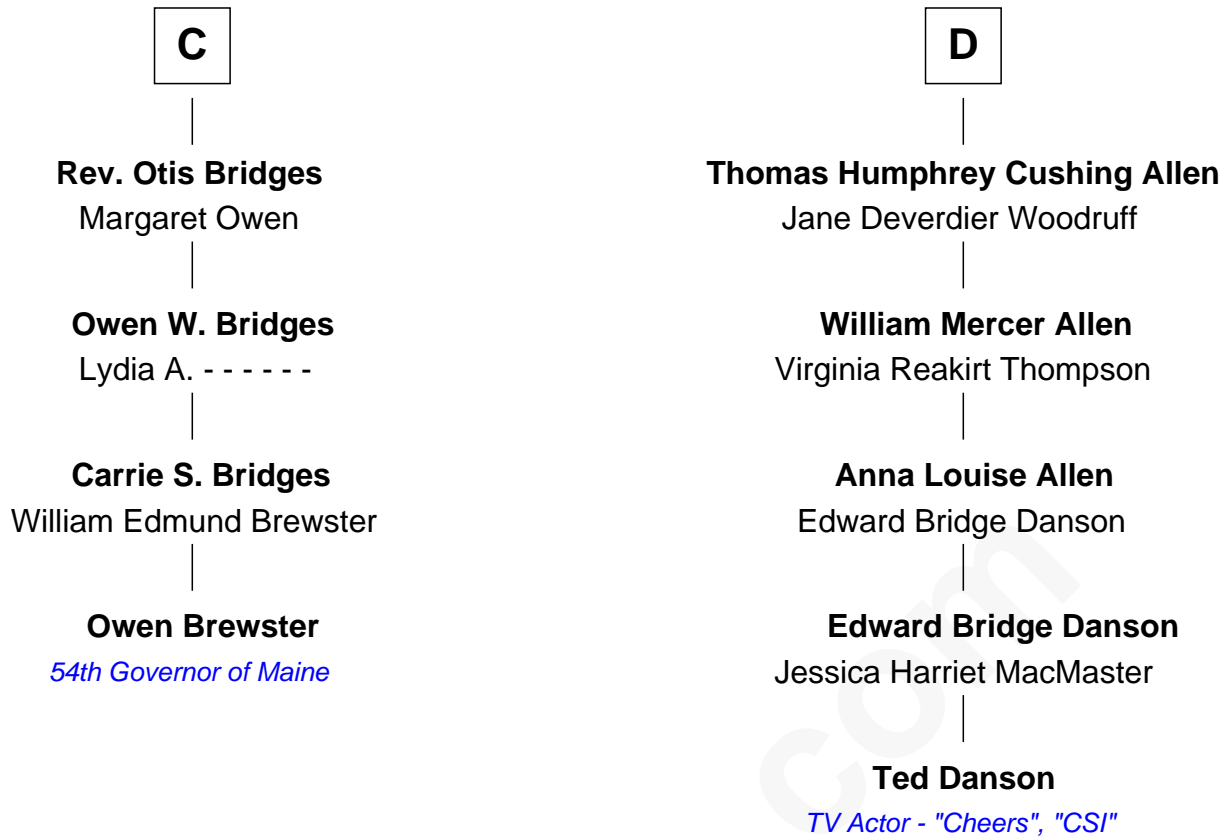 C
Rev. Otis Bridges
Margaret Owen
Owen W. Bridges
Lydia A. - - - - - -
Carrie S. Bridges
William Edmund Brewster
Owen Brewster
54th Governor of Maine
D
Thomas Humphrey Cushing Allen
Jane Deverdier Woodruff
William Mercer Allen
Virginia Reakirt Thompson
Anna Louise Allen
Edward Bridge Danson
Edward Bridge Danson
Jessica Harriet MacMaster
Ted Danson
TV Actor - "Cheers", "CSI"
com